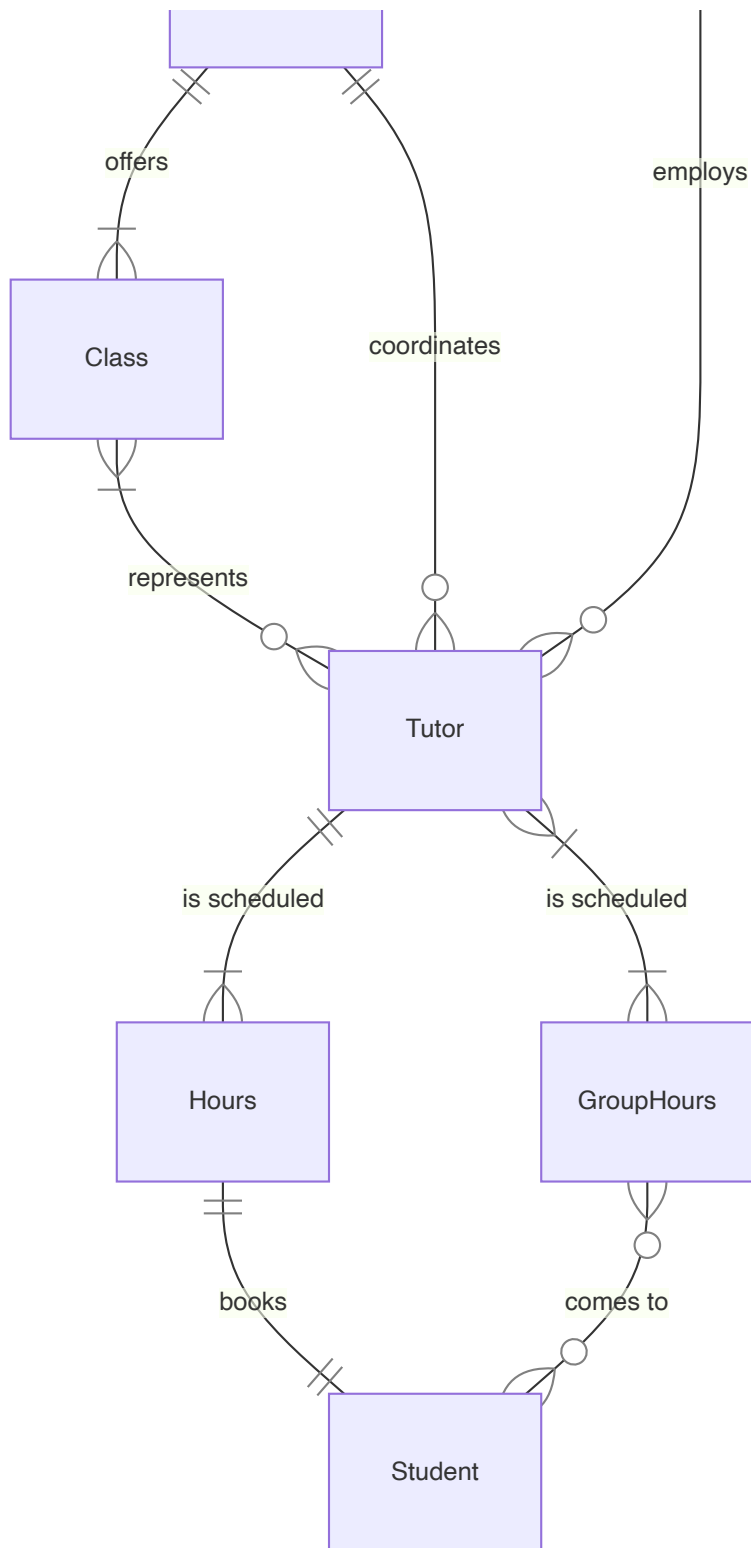 offers
employs
coordinates
Class
represents
Tutor
is scheduled
is scheduled
Hours
GroupHours
books
comes to
Student